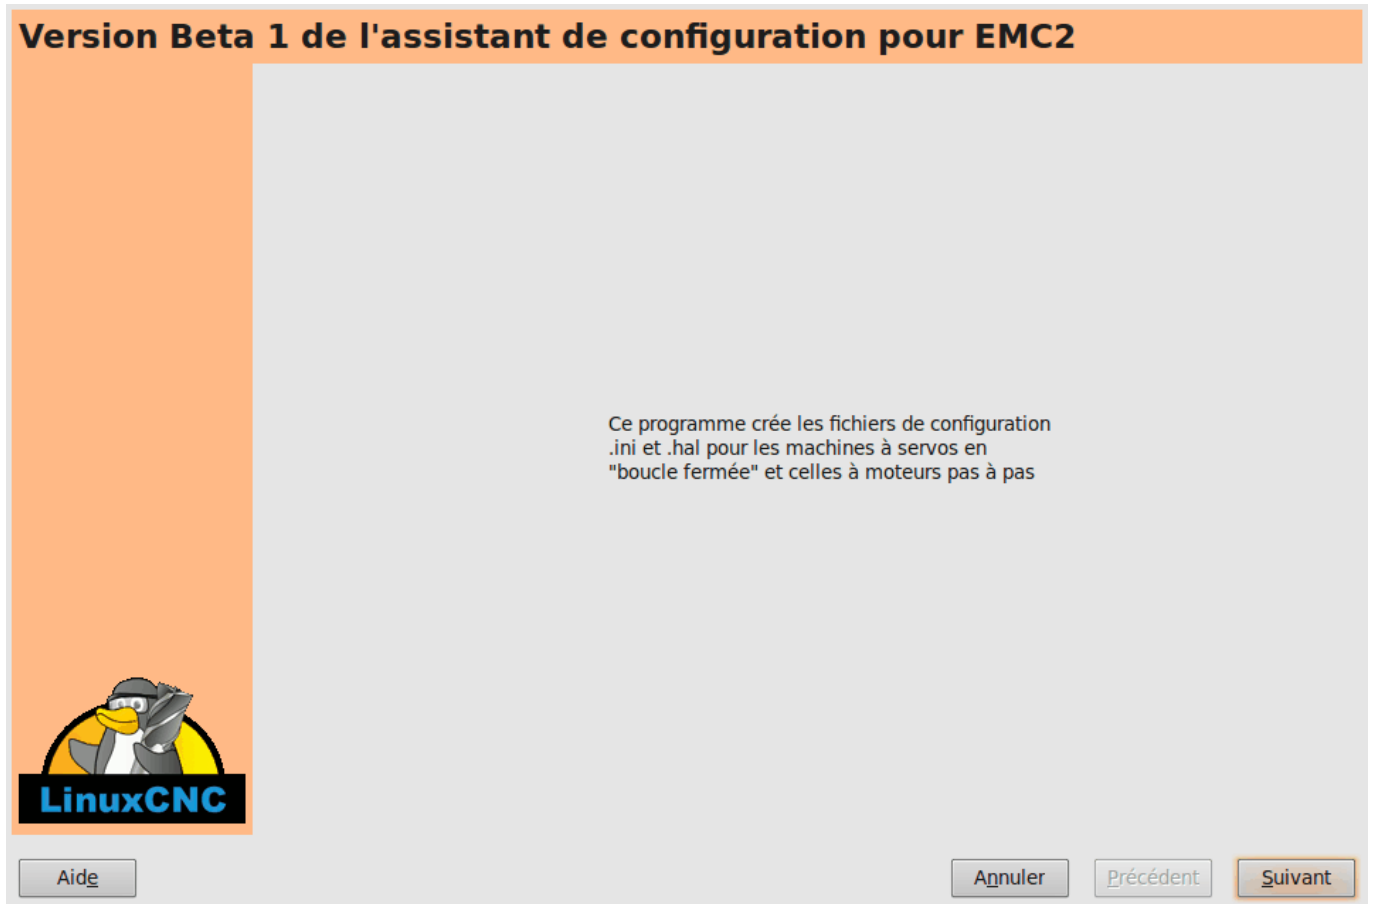 Version Beta 1 de l'assistant de configuration pour EMC2
Ce programme crée les fichiers de configuration
.ini et .hal pour les machines à servos en
"boucle fermée" et celles à moteurs pas à pas
LinuxCNC
Aide
Annuler
Précédent
Suivant